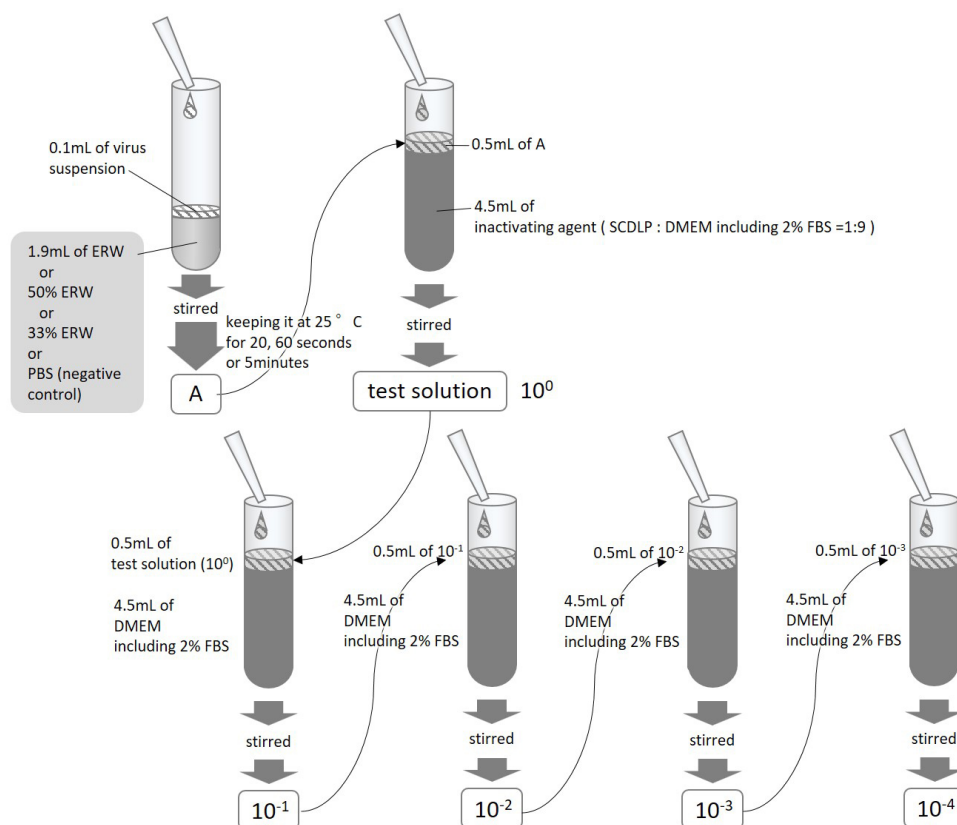 0.1mL of virus
suspension
1.9mL of ERW
or
50% ERW
or
33% ERW
or
PBS (negative
control)
stirred
keeping it at 25 ° C
for 20, 60 seconds
or 5minutes
A
0.5mL of A
4.5mL of
inactivating agent ( SCDLP : DMEM including 2% FBS =1:9 )
stirred
test solution 10⁰
0.5mL of
test solution (10⁰)
4.5mL of
DMEM
including 2% FBS
stirred
10⁻¹
0.5mL of 10⁻¹
4.5mL of
DMEM
including 2% FBS
stirred
10⁻²
0.5mL of 10⁻²
4.5mL of
DMEM
including 2% FBS
stirred
10⁻³
0.5mL of 10⁻³
4.5mL of
DMEM
including 2% FBS
stirred
10⁻⁴